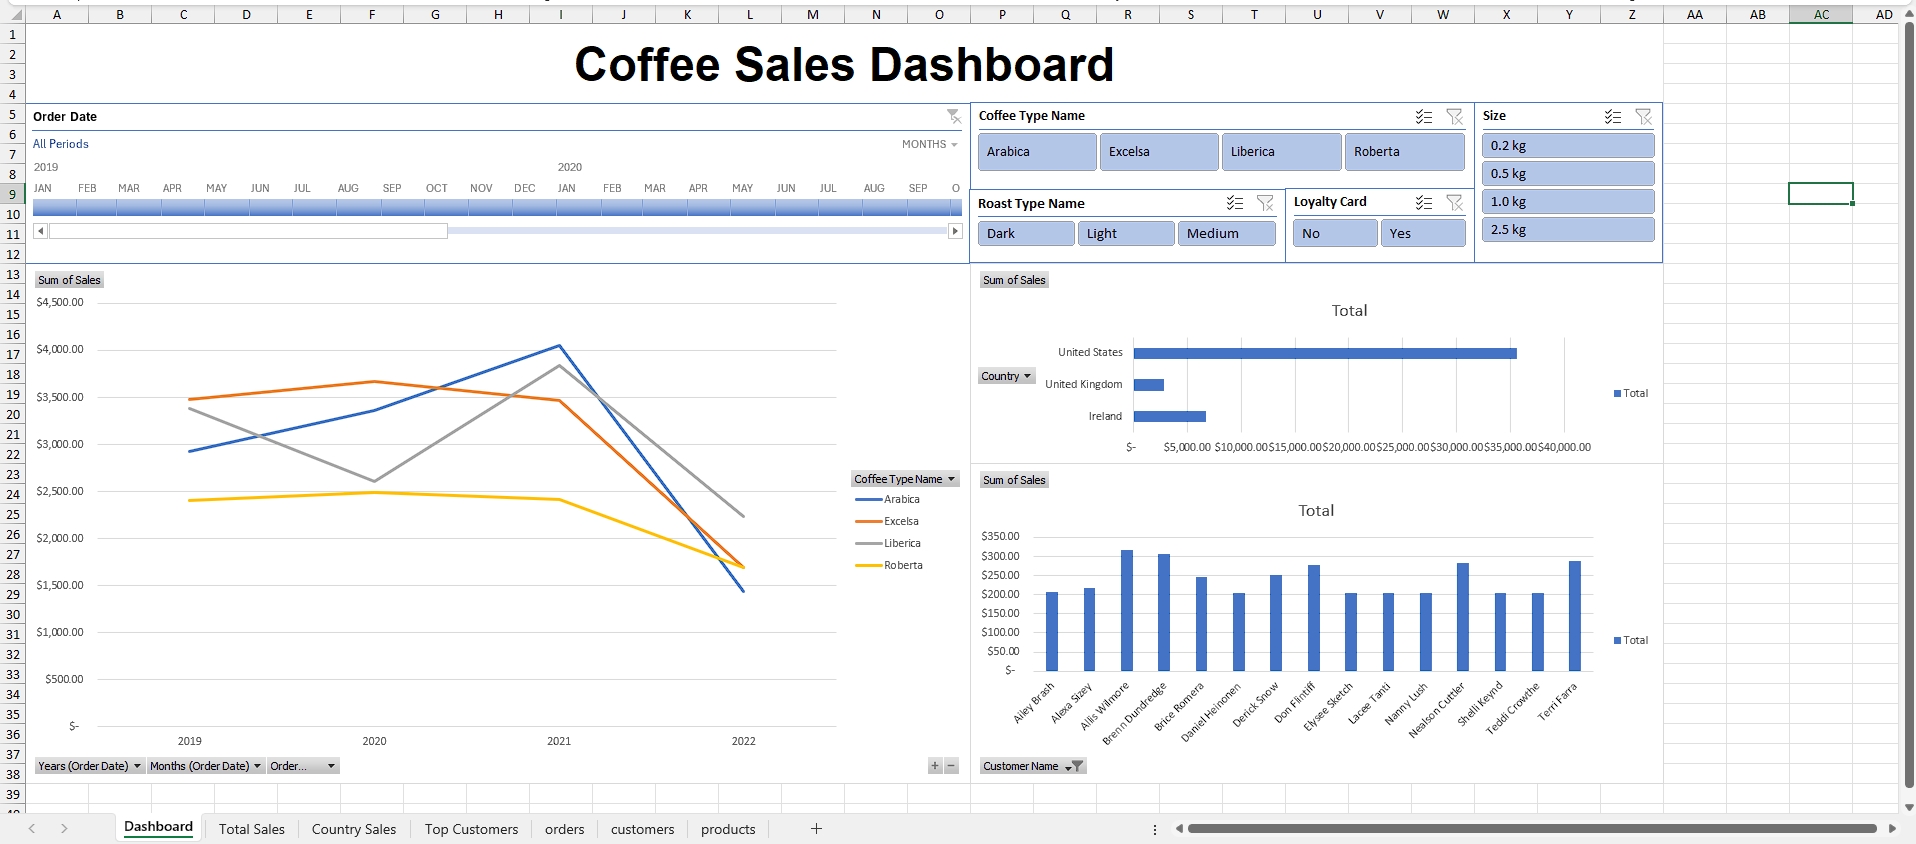 A B C D E F G H I J K L M N O P Q R S T U V W X Y Z AA AB AC AD
1
2
3
4
5
6
7
8
9
10
11
12
13
14
15
16
17
18
19
20
21
22
23
24
25
26
27
28
29
30
31
32
33
34
35
36
37
38
39
Coffee Sales Dashboard
Order Date
All Periods
MONTHS
2019 2020
JAN FEB MAR APR MAY JUN JUL AUG SEP OCT NOV DEC JAN FEB MAR APR MAY JUN JUL AUG SEP O
Coffee Type Name
Arabica Excelsa Liberica Roberta
Roast Type Name
Dark Light Medium
Loyalty Card
No Yes
Size
0.2 kg
0.5 kg
1.0 kg
2.5 kg
Sum of Sales
$4,500.00
$4,000.00
$3,500.00
$3,000.00
$2,500.00
$2,000.00
$1,500.00
$1,000.00
$500.00
$-
2019 2020 2021 2022
Coffee Type Name
Arabica
Excelsa
Liberica
Roberta
Years (Order Date) Months (Order Date) Order...
+ −
Sum of Sales
Total
Country
United States
United Kingdom
Ireland
$- $5,000.00 $10,000.00 $15,000.00 $20,000.00 $25,000.00 $30,000.00 $35,000.00 $40,000.00
Total
Sum of Sales
Total
$350.00
$300.00
$250.00
$200.00
$150.00
$100.00
$50.00
$-
Ailey Brash
Alexa Sizey
Allis Wilmore
Brenn Dundredge
Brice Romera
Daniel Heinonen
Derick Snow
Don Flintiff
Elysee Sketch
Lacee Tanti
Nanny Lush
Nealson Cuttler
Shelli Keynd
Teddi Crowthe
Terri Farra
Total
Customer Name
Dashboard Total Sales Country Sales Top Customers orders customers products +